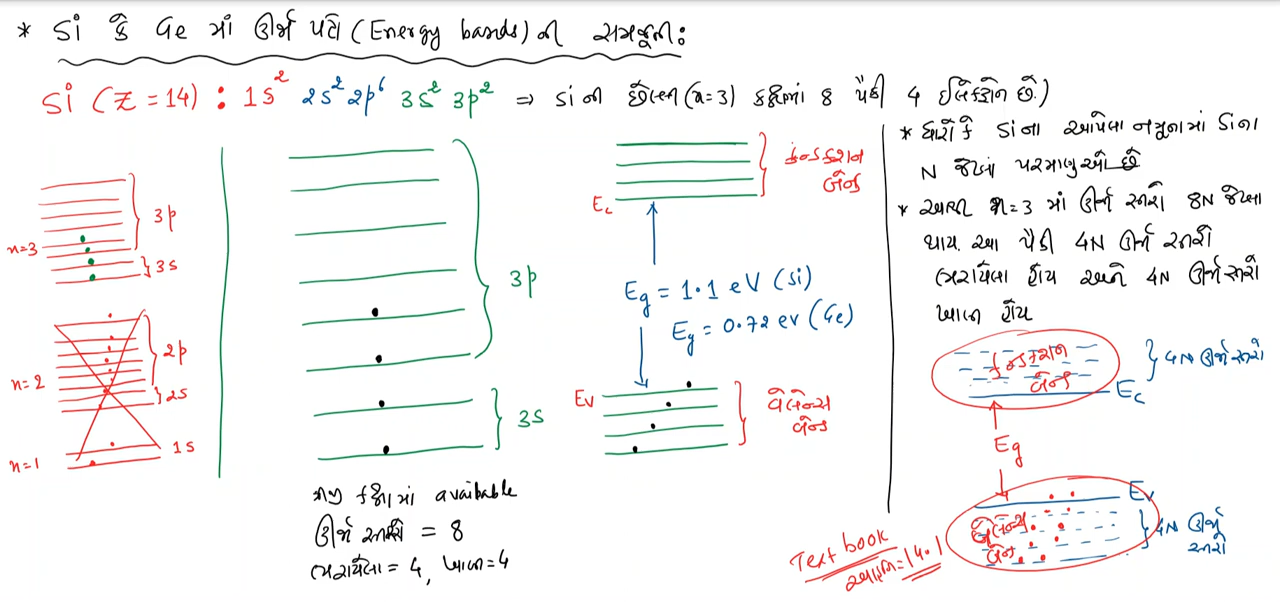 * Si કે Ge માં ઊર્જા પટ્ટો (Energy bands) ની સમજૂતી:
Si (Z=14) : 1s² 2s² 2p⁶ 3s² 3p² ⇒ Si ની છેલ્લી (n=3) કક્ષામાં 8 પૈકી 4 ઇલેક્ટ્રોન છે.)
3p
n=3
3s
2p
n=2
2s
1s
n=1
3p
3s
ત્રીજી કક્ષામાં available
ઊર્જા સ્તરો = 8
ભરાયેલા = 4, ખાલી = 4
કન્ડક્શન
બેન્ડ
Ec
Eg = 1.1 eV (Si)
Eg = 0.72 ev (Ge)
Ev
વેલેન્સ
બેન્ડ
* ધારો કે Si ના આપેલા નમૂનામાં Si ના
N જેટલાં પરમાણુઓ છે
* આથી n=3 માં ઊર્જા સ્તરો 8N જેટલા
થાય. આ પૈકી 4N ઊર્જા સ્તરો
ભરાયેલા હોય અને 4N ઊર્જા સ્તરો
ખાલી હોય
કન્ડક્શન
બેન્ડ
4N ઊર્જા સ્તરો
Ec
Eg
Ev
વેલેન્સ
બેન્ડ
4N ઊર્જા
સ્તરો
Text book
આકૃતિ = 14.1